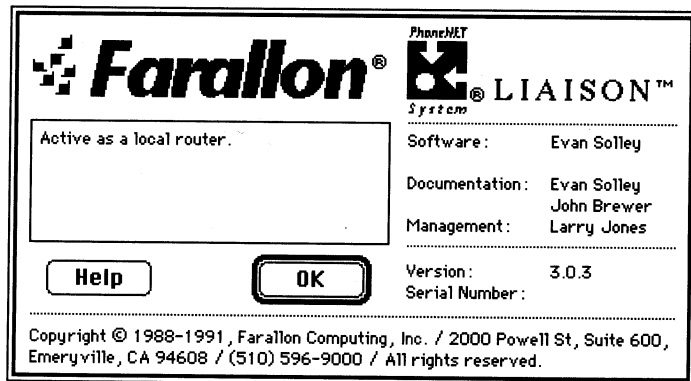 PhoneNET
Farallon®
® LIAISON™
System
Active as a local router.
Software: Evan Solley
Documentation: Evan Solley
John Brewer
Management: Larry Jones
Help
OK
Version: 3.0.3
Serial Number:
Copyright © 1988-1991, Farallon Computing, Inc. / 2000 Powell St, Suite 600,
Emeryville, CA 94608 / (510) 596-9000 / All rights reserved.